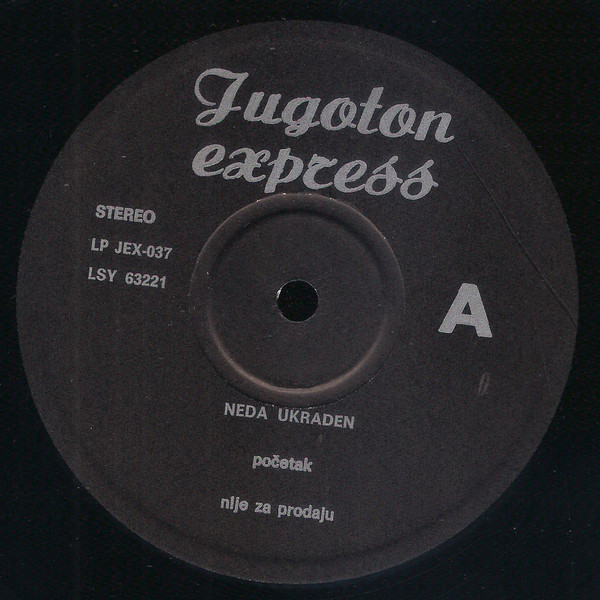 Jugoton
express
STEREO
LP JEX-037
LSY 63221
A
NEDA UKRADEN
početak
nije za prodaju